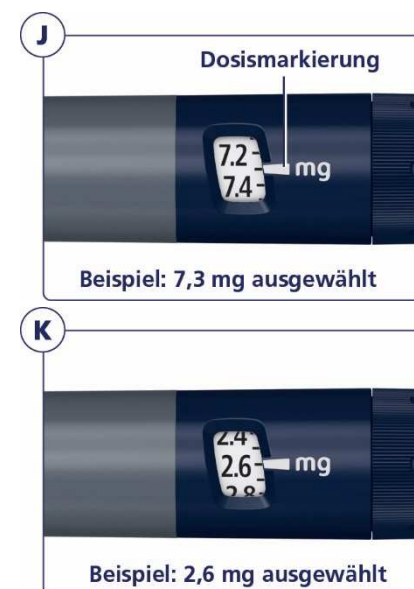 J
Dosismarkierung
7.2
mg
7.4
Beispiel: 7,3 mg ausgewählt
K
2.4
2.6 mg
2.8
Beispiel: 2,6 mg ausgewählt